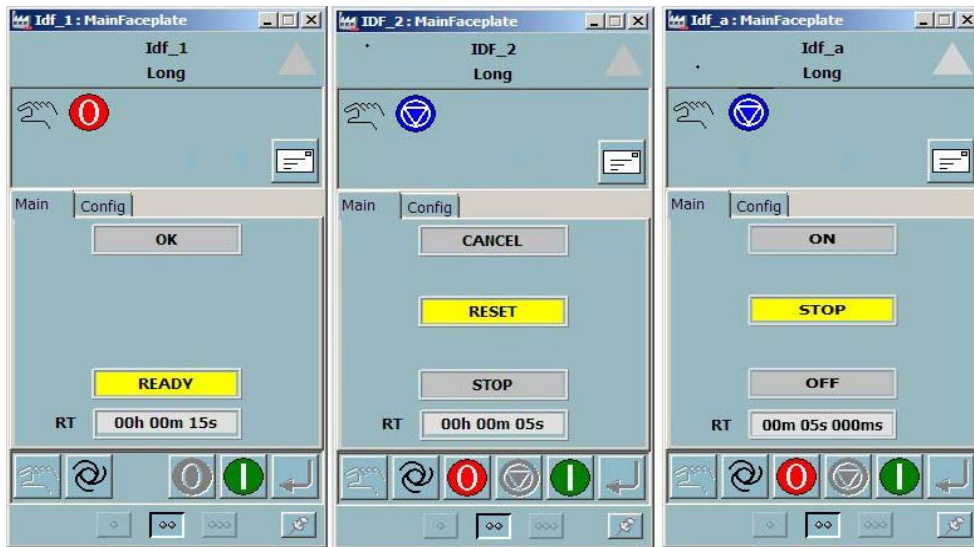 Idf_1 : MainFaceplate
Idf_1
Long
Main
Config
OK
READY
RT
00h 00m 15s
IDF_2 : MainFaceplate
IDF_2
Long
Main
Config
CANCEL
RESET
STOP
RT
00h 00m 05s
Idf_a : MainFaceplate
Idf_a
Long
Main
Config
ON
STOP
OFF
RT
00m 05s 000ms